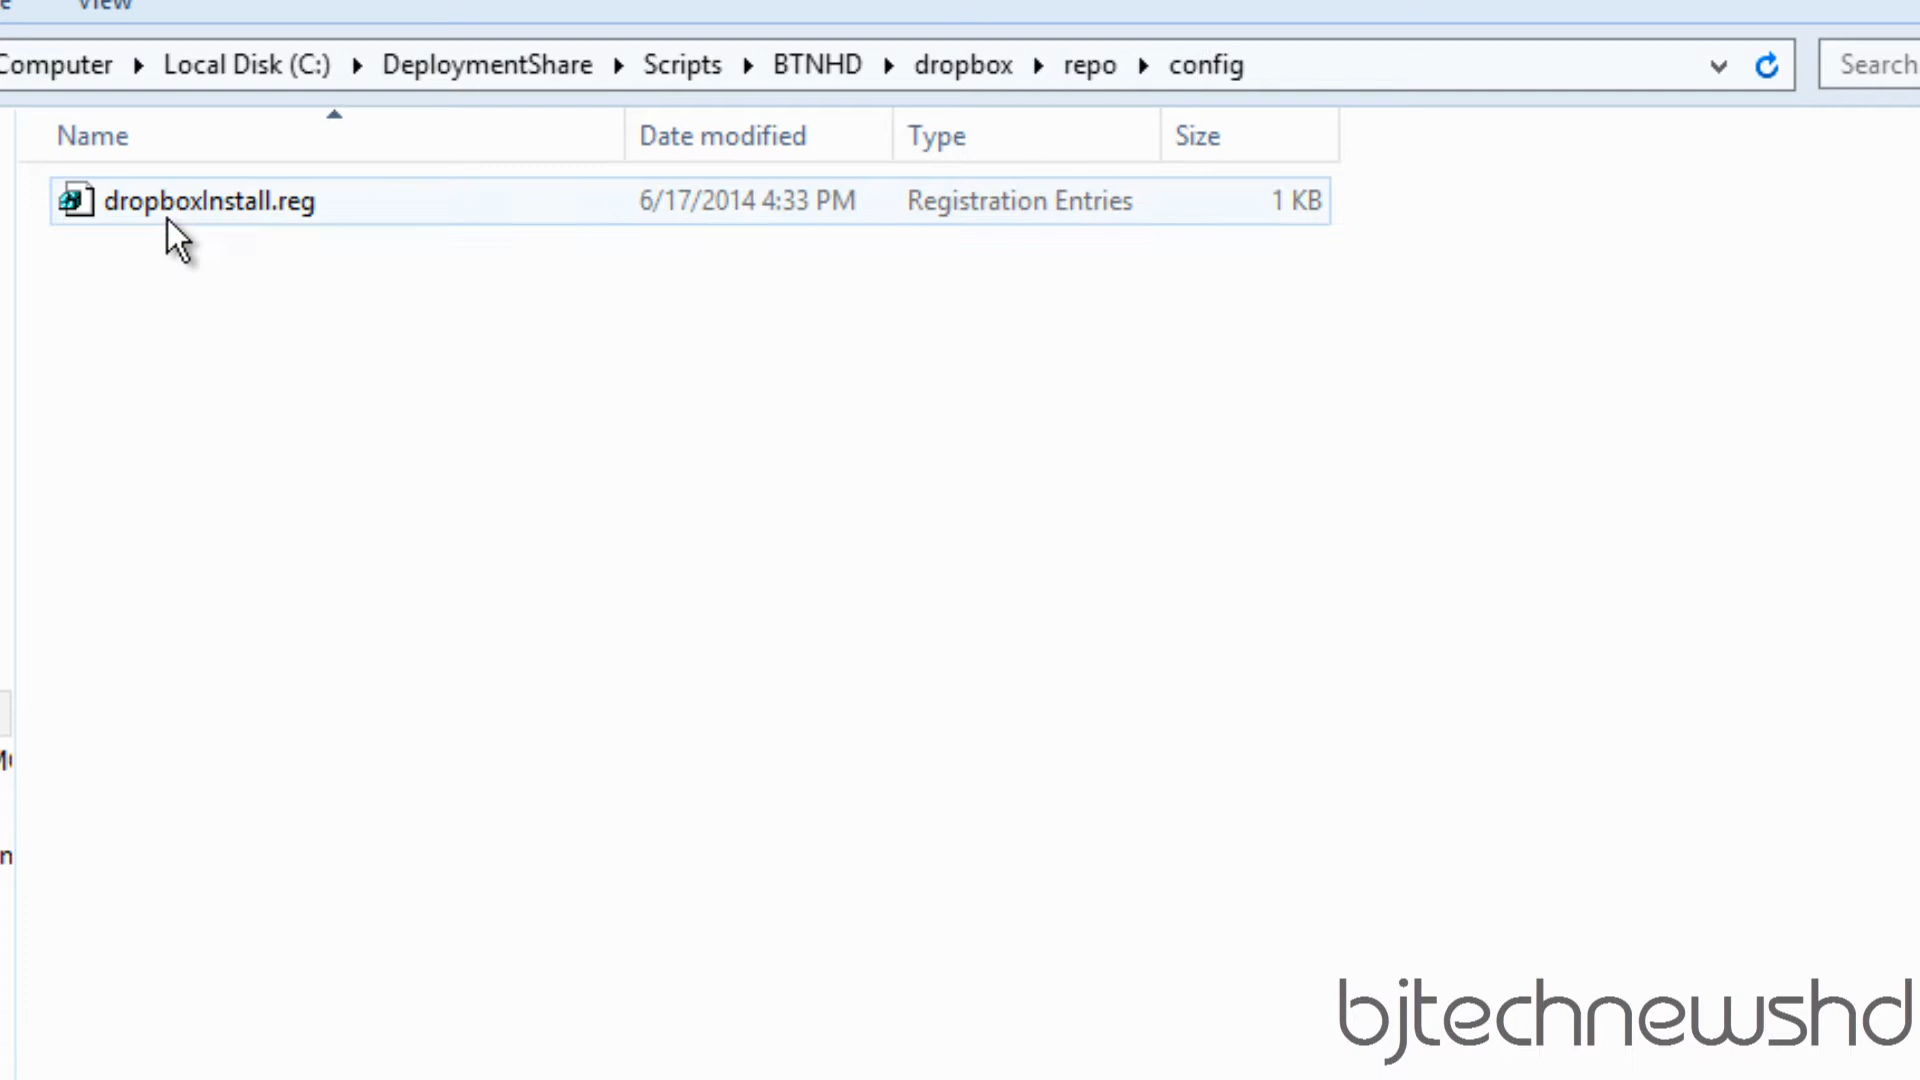 View
Computer Local Disk (C:) DeploymentShare Scripts BTNHD dropbox repo config Search
Name Date modified Type Size
dropboxInstall.reg 6/17/2014 4:33 PM Registration Entries 1 KB
bjtechnewshd